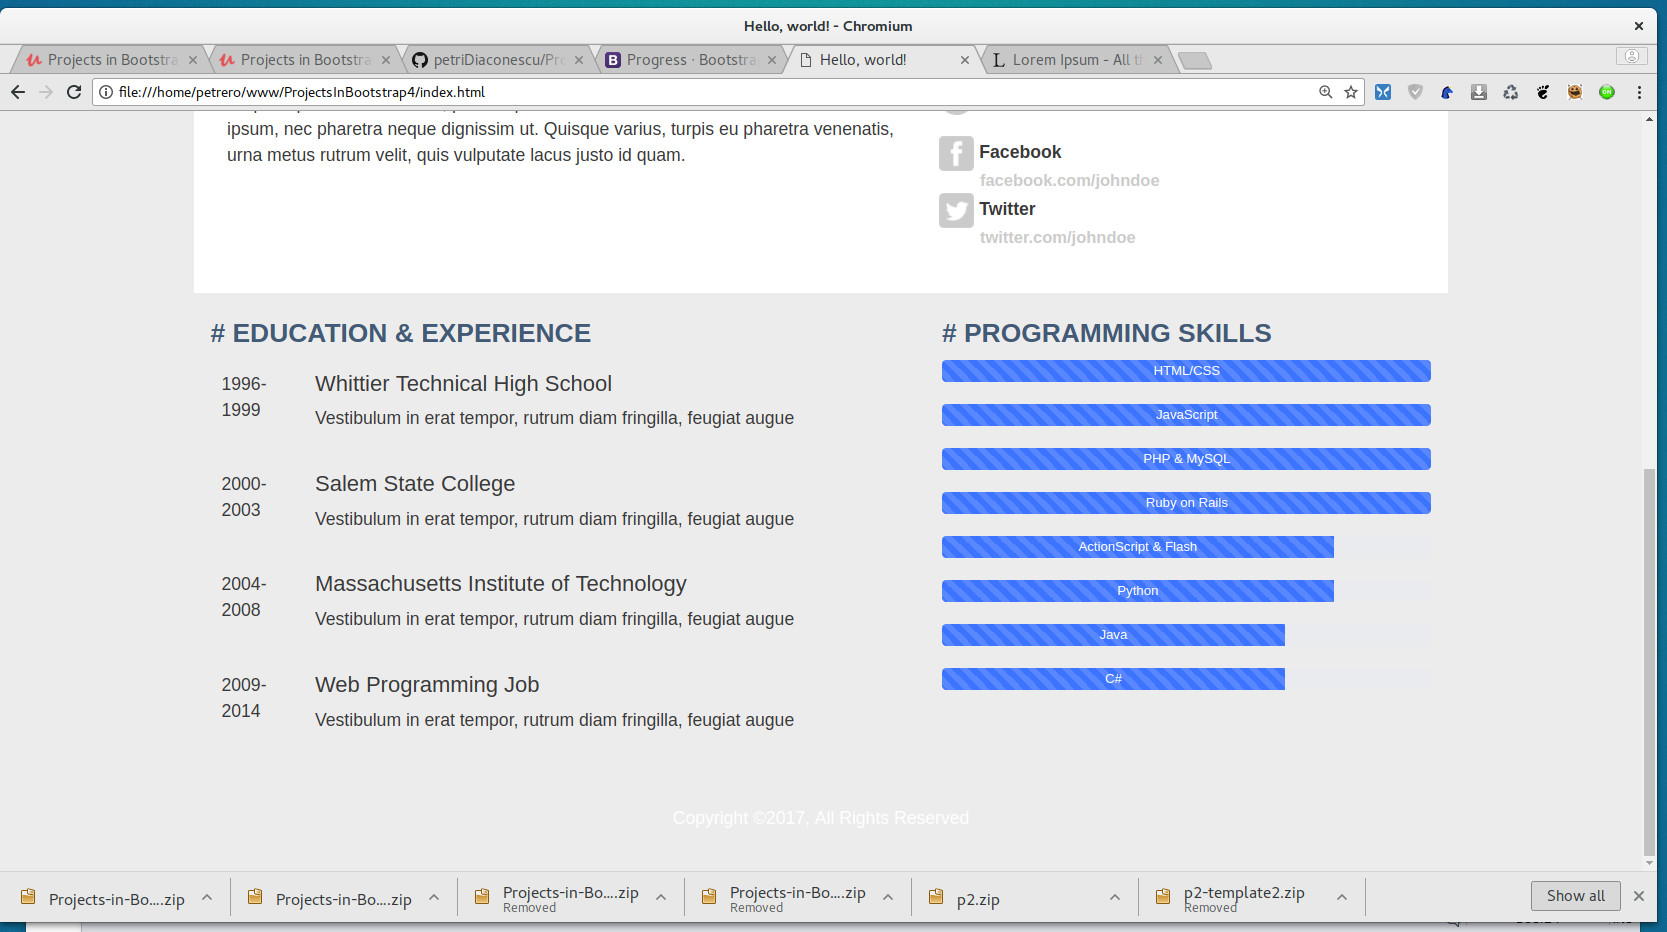 Hello, world! - Chromium
Projects in Bootstra
Projects in Bootstra
petriDiaconescu/Pro
Progress · Bootstra
Hello, world!
Lorem Ipsum - All t
file:///home/petrero/www/ProjectsInBootstrap4/index.html
ipsum, nec pharetra neque dignissim ut. Quisque varius, turpis eu pharetra venenatis,
urna metus rutrum velit, quis vulputate lacus justo id quam.
Facebook
facebook.com/johndoe
Twitter
twitter.com/johndoe
# EDUCATION & EXPERIENCE
1996-
1999
Whittier Technical High School
Vestibulum in erat tempor, rutrum diam fringilla, feugiat augue
2000-
2003
Salem State College
Vestibulum in erat tempor, rutrum diam fringilla, feugiat augue
2004-
2008
Massachusetts Institute of Technology
Vestibulum in erat tempor, rutrum diam fringilla, feugiat augue
2009-
2014
Web Programming Job
Vestibulum in erat tempor, rutrum diam fringilla, feugiat augue
# PROGRAMMING SKILLS
HTML/CSS
JavaScript
PHP & MySQL
Ruby on Rails
ActionScript & Flash
Python
Java
C#
Copyright ©2017, All Rights Reserved
Projects-in-Bo....zip
Projects-in-Bo....zip
Projects-in-Bo....zip
Removed
Projects-in-Bo....zip
Removed
p2.zip
p2-template2.zip
Removed
Show all